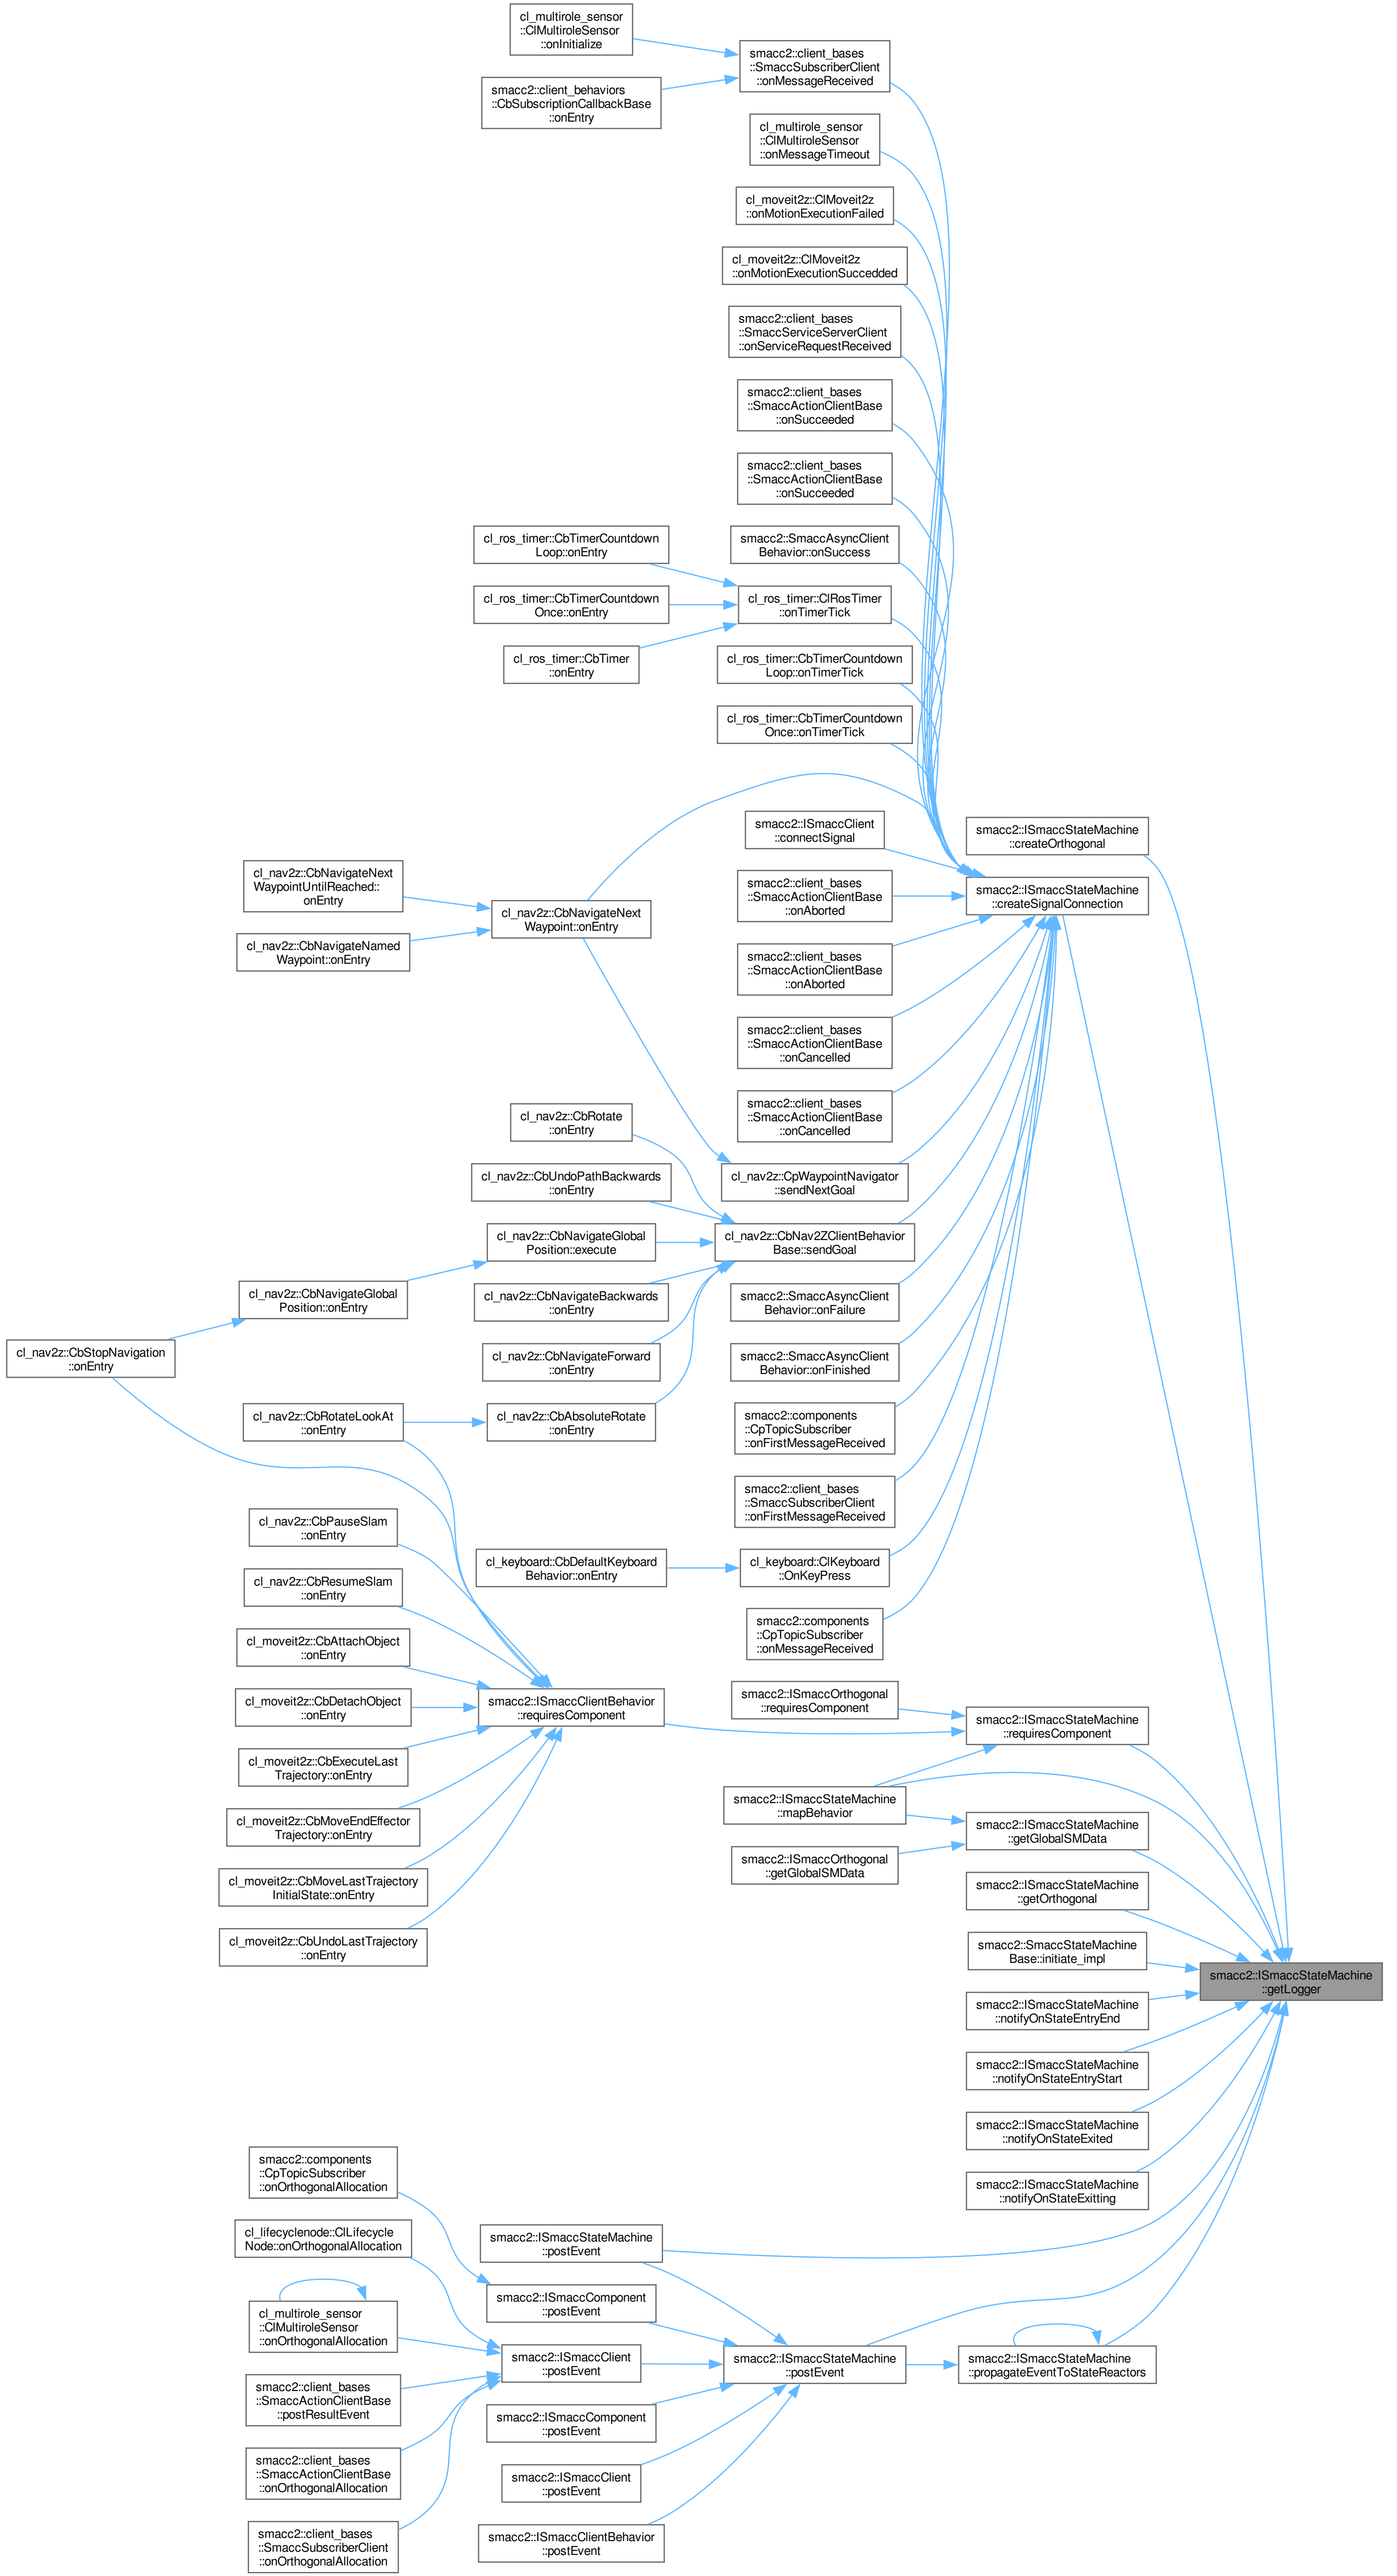 cl_multirole_sensor
::ClMultiroleSensor
::onInitialize
smacc2::client_bases
::SmaccSubscriberClient
::onMessageReceived
smacc2::client_behaviors
::CbSubscriptionCallbackBase
::onEntry
cl_multirole_sensor
::ClMultiroleSensor
::onMessageTimeout
cl_moveit2z::ClMoveit2z
::onMotionExecutionFailed
cl_moveit2z::ClMoveit2z
::onMotionExecutionSuccedded
smacc2::client_bases
::SmaccServiceServerClient
::onServiceRequestReceived
smacc2::client_bases
::SmaccActionClientBase
::onSucceeded
smacc2::client_bases
::SmaccActionClientBase
::onSucceeded
smacc2::SmaccAsyncClient
Behavior::onSuccess
cl_ros_timer::CbTimerCountdown
Loop::onEntry
cl_ros_timer::CbTimerCountdown
Once::onEntry
cl_ros_timer::ClRosTimer
::onTimerTick
cl_ros_timer::CbTimer
::onEntry
cl_ros_timer::CbTimerCountdown
Loop::onTimerTick
cl_ros_timer::CbTimerCountdown
Once::onTimerTick
smacc2::ISmaccClient
::connectSignal
smacc2::ISmaccStateMachine
::createOrthogonal
cl_nav2z::CbNavigateNext
WaypointUntilReached::
onEntry
smacc2::client_bases
::SmaccActionClientBase
::onAborted
smacc2::ISmaccStateMachine
::createSignalConnection
cl_nav2z::CbNavigateNext
Waypoint::onEntry
cl_nav2z::CbNavigateNamed
Waypoint::onEntry
smacc2::client_bases
::SmaccActionClientBase
::onAborted
smacc2::client_bases
::SmaccActionClientBase
::onCancelled
smacc2::client_bases
::SmaccActionClientBase
::onCancelled
cl_nav2z::CbRotate
::onEntry
cl_nav2z::CbUndoPathBackwards
::onEntry
cl_nav2z::CpWaypointNavigator
::sendNextGoal
cl_nav2z::CbNavigateGlobal
Position::execute
cl_nav2z::CbNav2ZClientBehavior
Base::sendGoal
cl_nav2z::CbNavigateGlobal
Position::onEntry
cl_nav2z::CbNavigateBackwards
::onEntry
smacc2::SmaccAsyncClient
Behavior::onFailure
cl_nav2z::CbStopNavigation
::onEntry
cl_nav2z::CbNavigateForward
::onEntry
smacc2::SmaccAsyncClient
Behavior::onFinished
cl_nav2z::CbRotateLookAt
::onEntry
cl_nav2z::CbAbsoluteRotate
::onEntry
smacc2::components
::CpTopicSubscriber
::onFirstMessageReceived
smacc2::client_bases
::SmaccSubscriberClient
::onFirstMessageReceived
cl_nav2z::CbPauseSlam
::onEntry
cl_keyboard::CbDefaultKeyboard
Behavior::onEntry
cl_keyboard::ClKeyboard
::OnKeyPress
cl_nav2z::CbResumeSlam
::onEntry
smacc2::components
::CpTopicSubscriber
::onMessageReceived
cl_moveit2z::CbAttachObject
::onEntry
cl_moveit2z::CbDetachObject
::onEntry
smacc2::ISmaccClientBehavior
::requiresComponent
smacc2::ISmaccOrthogonal
::requiresComponent
smacc2::ISmaccStateMachine
::requiresComponent
cl_moveit2z::CbExecuteLast
Trajectory::onEntry
cl_moveit2z::CbMoveEndEffector
Trajectory::onEntry
smacc2::ISmaccStateMachine
::mapBehavior
smacc2::ISmaccStateMachine
::getGlobalSMData
cl_moveit2z::CbMoveLastTrajectory
InitialState::onEntry
smacc2::ISmaccOrthogonal
::getGlobalSMData
smacc2::ISmaccStateMachine
::getOrthogonal
cl_moveit2z::CbUndoLastTrajectory
::onEntry
smacc2::SmaccStateMachine
Base::initiate_impl
smacc2::ISmaccStateMachine
::getLogger
smacc2::ISmaccStateMachine
::notifyOnStateEntryEnd
smacc2::ISmaccStateMachine
::notifyOnStateEntryStart
smacc2::ISmaccStateMachine
::notifyOnStateExited
smacc2::ISmaccStateMachine
::notifyOnStateExitting
smacc2::components
::CpTopicSubscriber
::onOrthogonalAllocation
cl_lifecyclenode::ClLifecycle
Node::onOrthogonalAllocation
smacc2::ISmaccStateMachine
::postEvent
smacc2::ISmaccComponent
::postEvent
cl_multirole_sensor
::ClMultiroleSensor
::onOrthogonalAllocation
smacc2::ISmaccClient
::postEvent
smacc2::ISmaccStateMachine
::postEvent
smacc2::ISmaccStateMachine
::propagateEventToStateReactors
smacc2::client_bases
::SmaccActionClientBase
::postResultEvent
smacc2::ISmaccComponent
::postEvent
smacc2::client_bases
::SmaccActionClientBase
::onOrthogonalAllocation
smacc2::ISmaccClient
::postEvent
smacc2::client_bases
::SmaccSubscriberClient
::onOrthogonalAllocation
smacc2::ISmaccClientBehavior
::postEvent